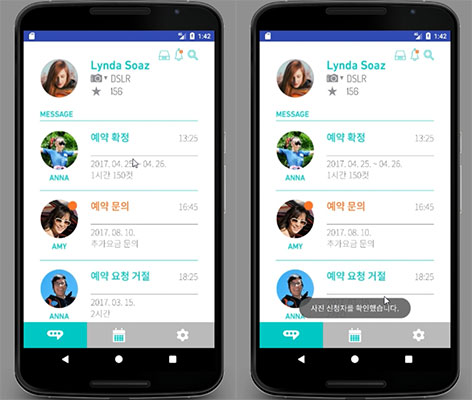 1:42
Lynda Soaz
DSLR
156
MESSAGE
예약 확정
13:25
2017. 04. 25. ~ 04. 26.
1시간 150컷
ANNA
예약 문의
16:45
2017. 08. 10.
추가요금 문의
AMY
예약 요청 거절
18:25
2017. 03. 15.
2시간
ANNA
1:42
Lynda Soaz
DSLR
156
MESSAGE
예약 확정
13:25
2017. 04. 25. ~ 04. 26.
1시간 150컷
ANNA
예약 문의
16:45
2017. 08. 10.
추가요금 문의
AMY
예약 요청 거절
18:25
사진 신청자를 확인했습니다.
ANNA